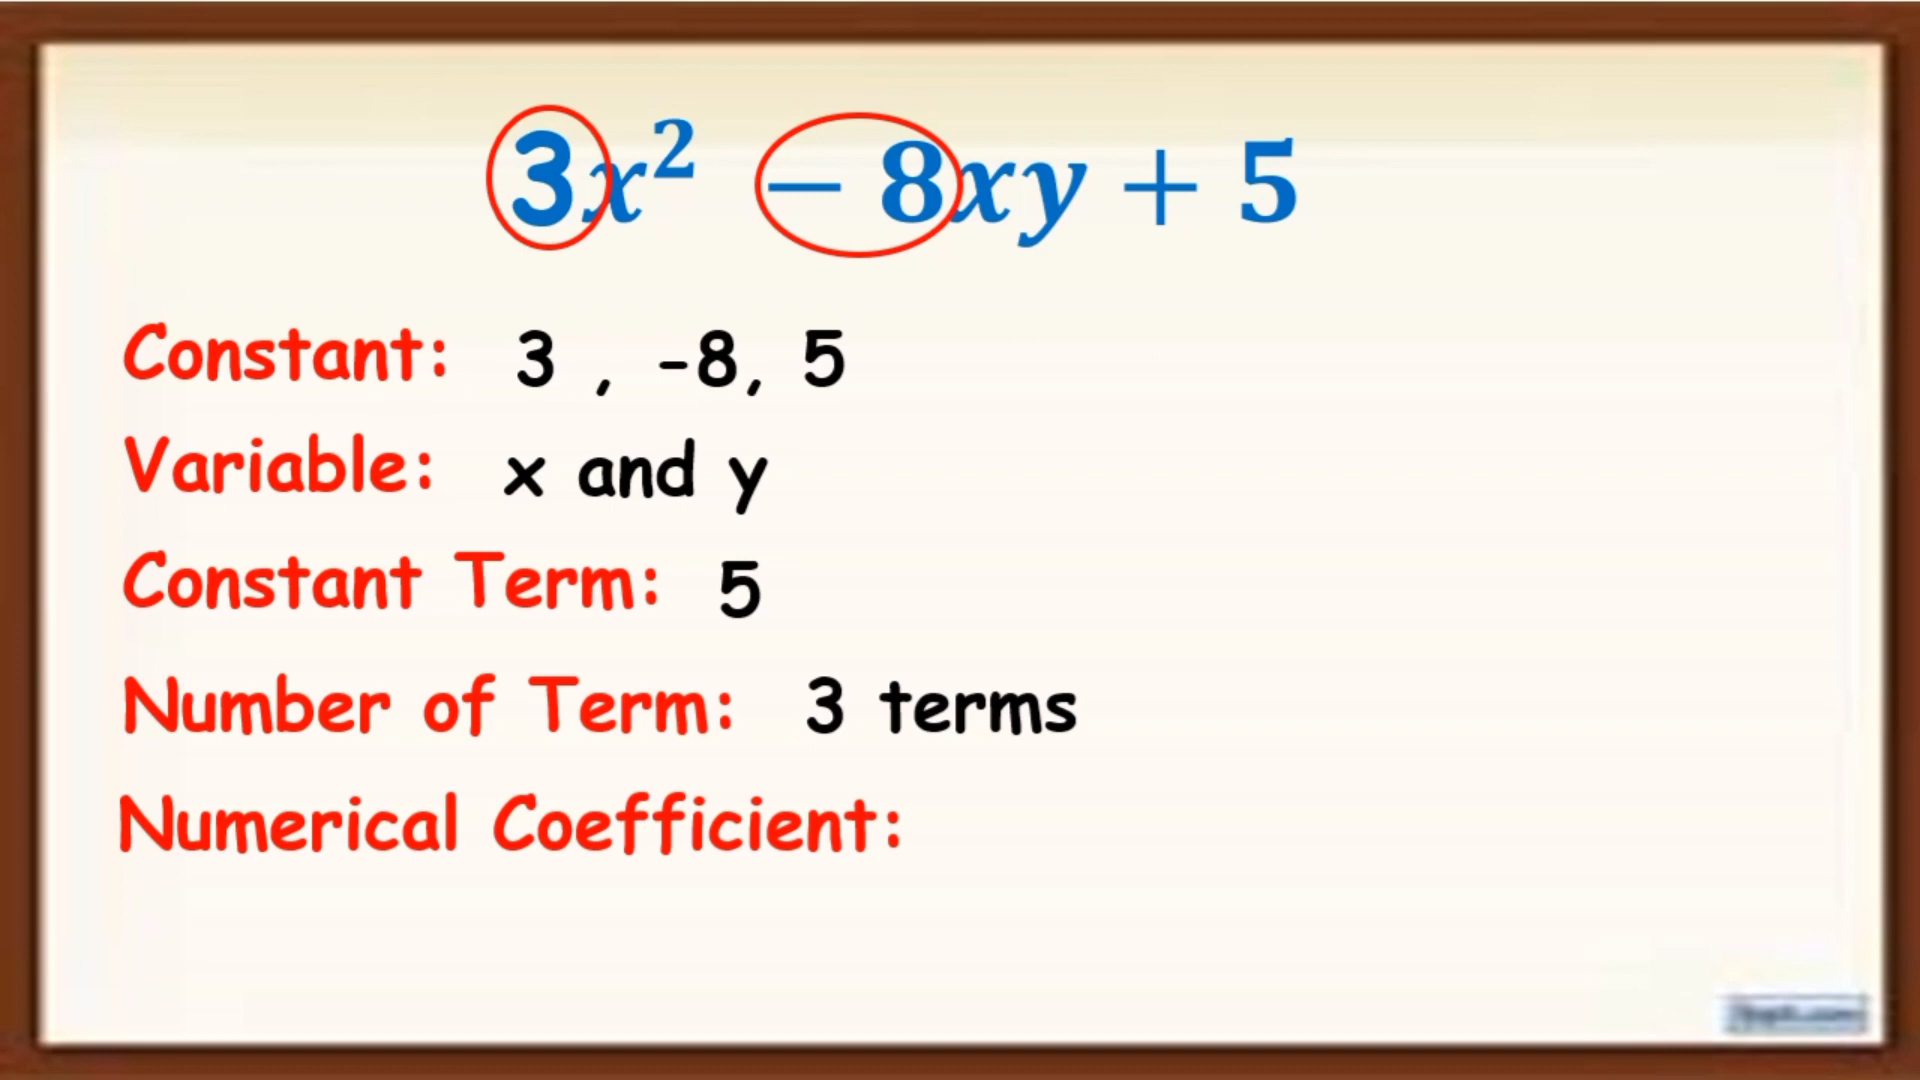 3x² − 8xy + 5
Constant: 3 , -8, 5
Variable: x and y
Constant Term: 5
Number of Term: 3 terms
Numerical Coefficient: